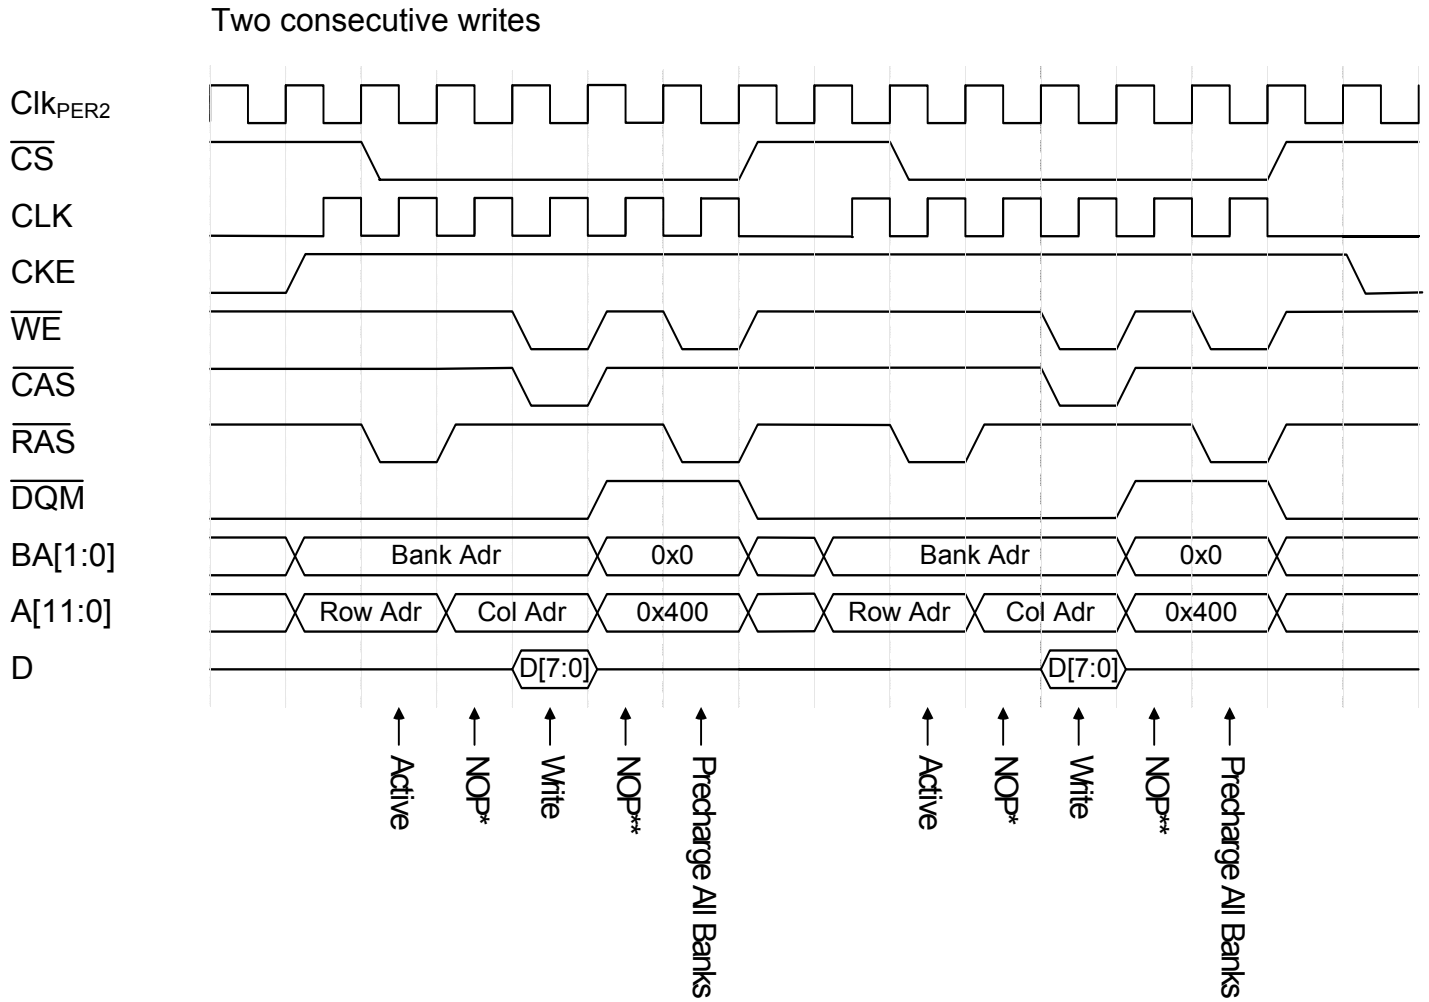 Two consecutive writes
ClkPER2
CS
CLK
CKE
WE
CAS
RAS
DQM
BA[1:0] Bank Adr 0x0 Bank Adr 0x0
A[11:0] Row Adr Col Adr 0x400 Row Adr Col Adr 0x400
D D[7:0] D[7:0]
Active
NOP*
Write
NOP**
Precharge All Banks
Active
NOP*
Write
NOP**
Precharge All Banks